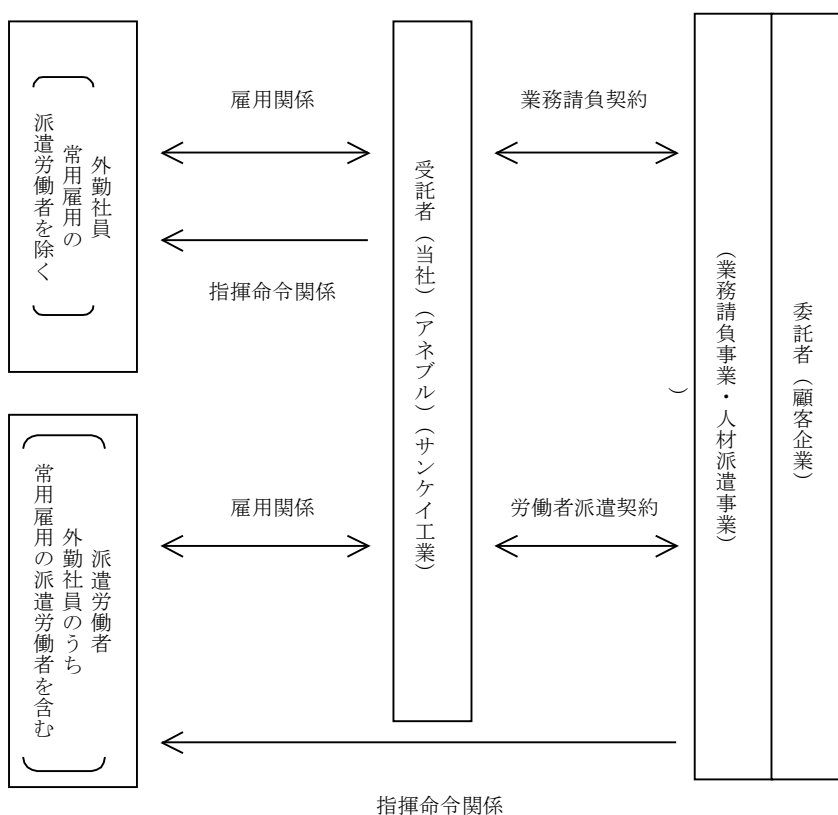 外勤社員
常用雇用の
派遣労働者を除く
雇用関係
指揮命令関係
業務請負契約
受託者（当社）（アネブル）（サンケイ工業）
委託者（顧客企業）
（業務請負事業・人材派遣事業）
）
派遣労働者
外勤社員のうち
常用雇用の派遣労働者を含む
雇用関係
労働者派遣契約
指揮命令関係